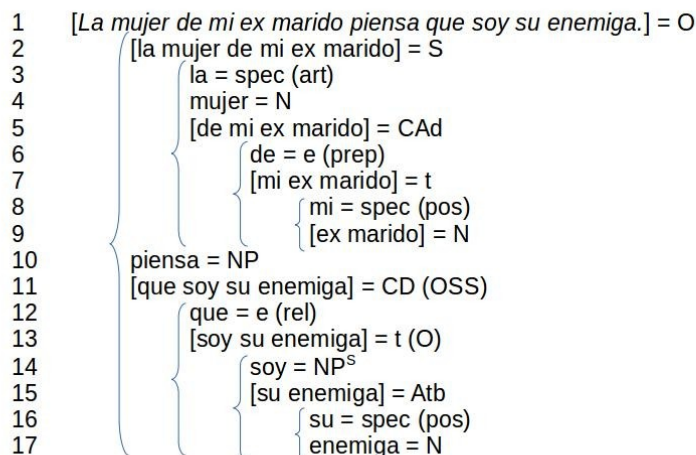 1 [La mujer de mi ex marido piensa que soy su enemiga.] = O
2 [la mujer de mi ex marido] = S
3 la = spec (art)
4 mujer = N
5 [de mi ex marido] = CAd
6 de = e (prep)
7 [mi ex marido] = t
8 mi = spec (pos)
9 [ex marido] = N
10 piensa = NP
11 [que soy su enemiga] = CD (OSS)
12 que = e (rel)
13 [soy su enemiga] = t (O)
14 soy = NPˢ
15 [su enemiga] = Atb
16 su = spec (pos)
17 enemiga = N